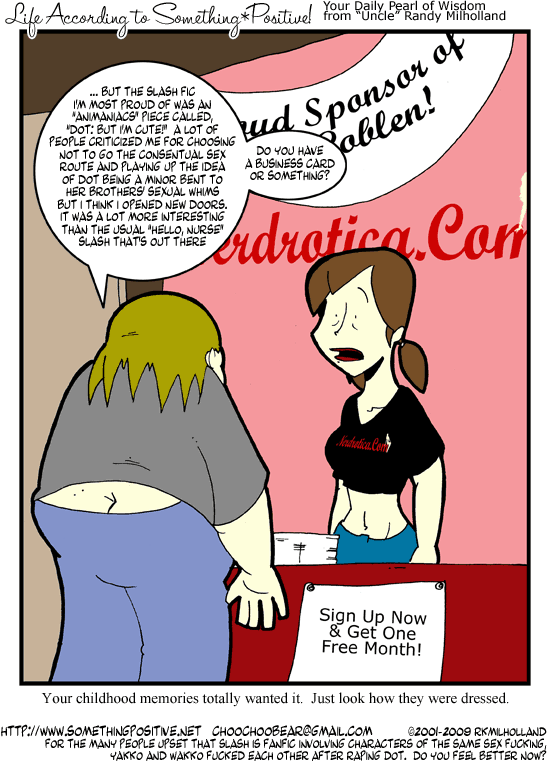 Life According to Something*Positive!
Your Daily Pearl of Wisdom
from "Uncle" Randy Milholland
... BUT THE SLASH FIC
I'M MOST PROUD OF WAS AN
"ANIMANIACS" PIECE CALLED,
"DOT: BUT I'M CUTE!" A LOT OF
PEOPLE CRITICIZED ME FOR CHOOSING
NOT TO GO THE CONSENTUAL SEX
ROUTE AND PLAYING UP THE IDEA
OF DOT BEING A MINOR BENT TO
HER BROTHERS' SEXUAL WHIMS
BUT I THINK I OPENED NEW DOORS.
IT WAS A LOT MORE INTERESTING
THAN THE USUAL "HELLO, NURSE"
SLASH THAT'S OUT THERE
DO YOU HAVE
A BUSINESS CARD
OR SOMETHING?
oud Sponsor of
oblen!
erdrotica.Com
.Com
Sign Up Now
& Get One
Free Month!
Your childhood memories totally wanted it. Just look how they were dressed.
HTTP://WWW.SOMETHINGPOSITIVE.NET CHOOCHOOBEAR@GMAIL.COM ©2001-2009 RKMILHOLLAND
FOR THE MANY PEOPLE UPSET THAT SLASH IS FANFIC INVOLVING CHARACTERS OF THE SAME SEX FUCKING,
YAKKO AND WAKKO FUCKED EACH OTHER AFTER RAPING DOT. DO YOU FEEL BETTER NOW?